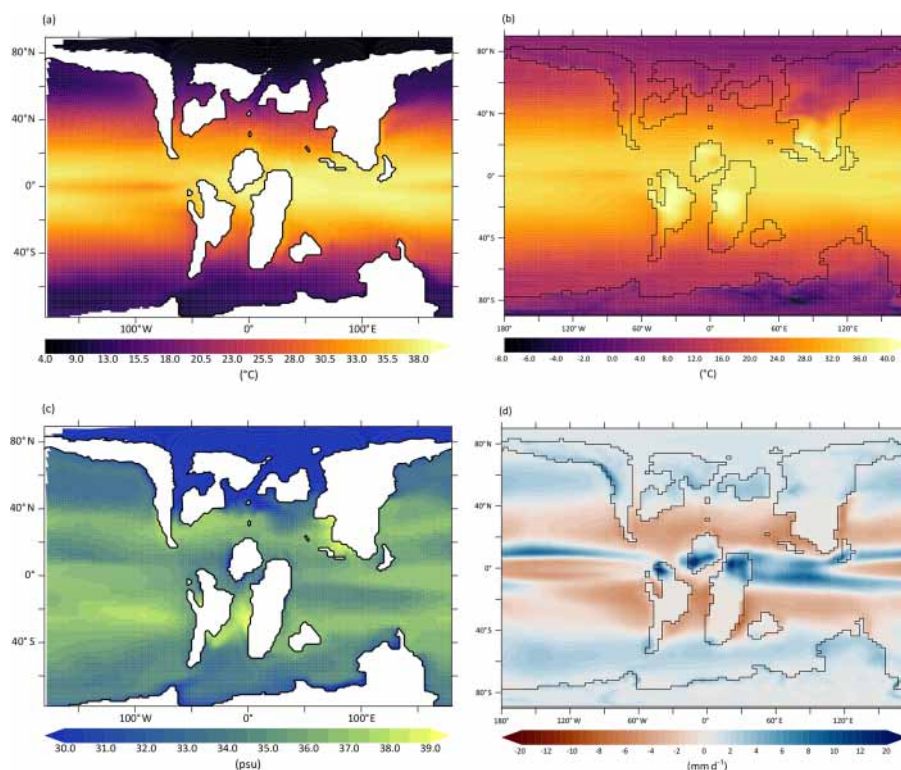 (a)
80°N
40°N
0°
40°S
100°W 0° 100°E
4.0 9.0 13.0 15.5 18.0 20.5 23.0 25.5 28.0 30.5 33.0 35.5 38.0
(°C)
(b)
80°N
40°N
0°
40°S
80°S
180° 120°W 60°W 0°E 60°E 120°E
-8.0 -6.0 -4.0 -2.0 0.0 4.0 8.0 12.0 16.0 20.0 24.0 28.0 32.0 36.0 40.0
(°C)
(c)
80°N
40°N
0°
40°S
100°W 0° 100°E
30.0 31.0 32.0 33.0 34.0 35.0 36.0 37.0 38.0 39.0
(psu)
(d)
80°N
40°N
0°
40°S
80°S
180° 120°W 60°W 0°E 60°E 120°E
-20 -12 -10 -8 -6 -4 -2 0 2 4 6 8 10 12 20
(mm d⁻¹)